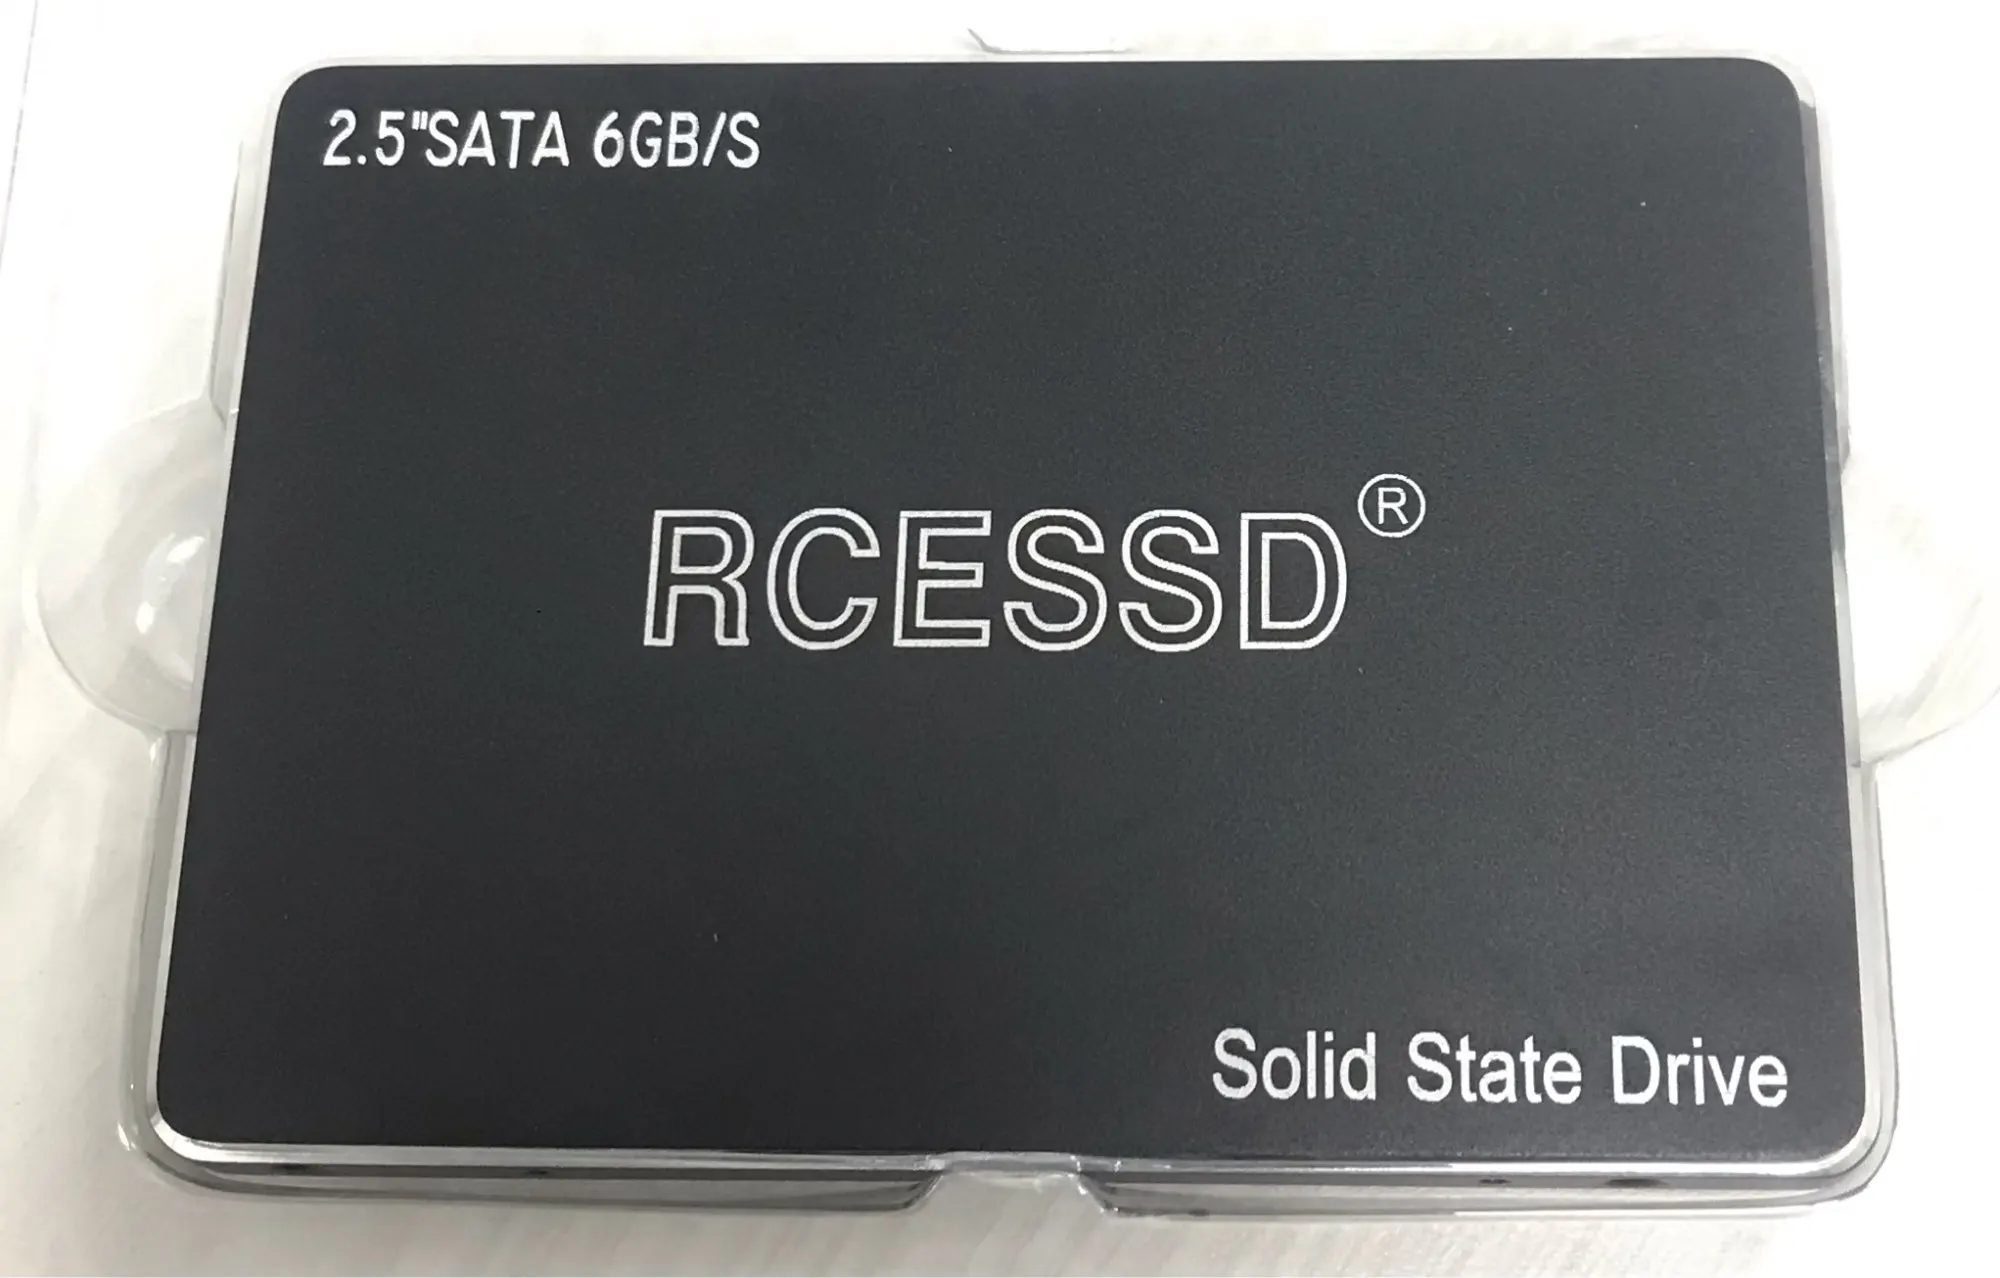 2.5"SATA 6GB/S
RCESSD®
Solid State Drive